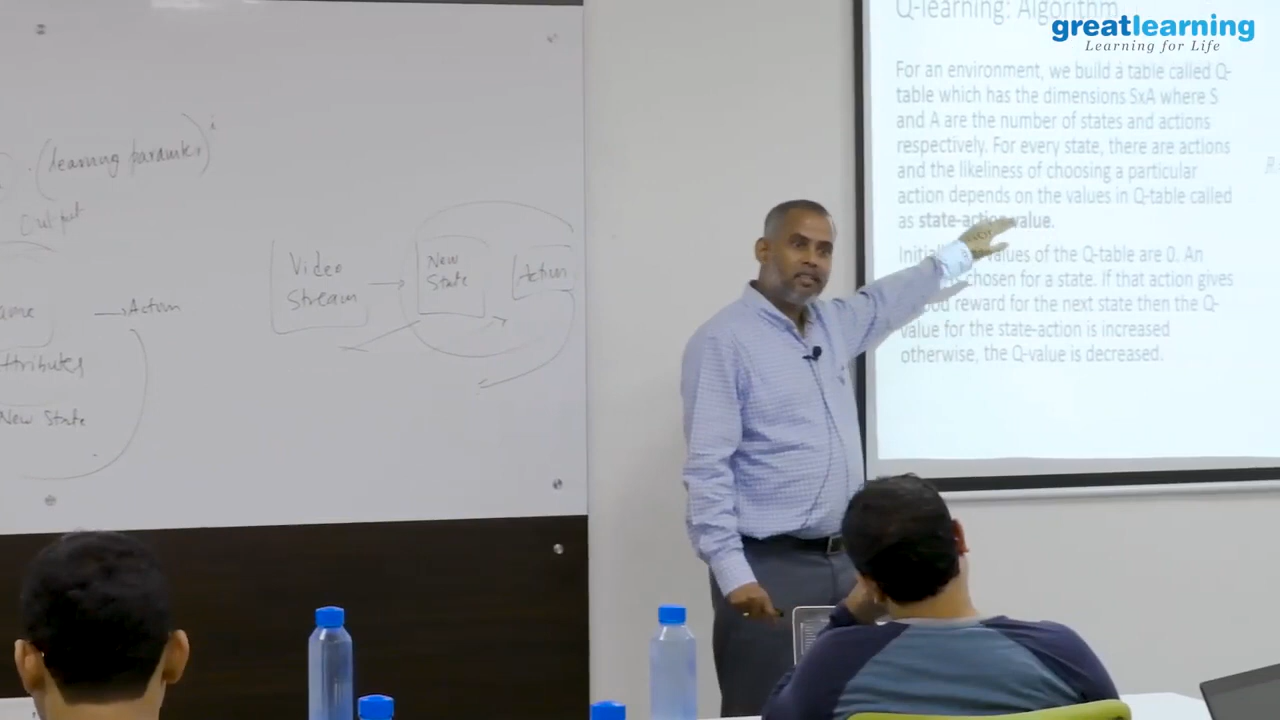 (learning parameter)i
Output
Action
New State
Video
Stream
New
State
Action
Q-learning: Algorithm
greatlearning
Learning for Life
For an environment, we build a table called Q-
table which has the dimensions SxA where S
and A are the number of states and actions
respectively. For every state, there are actions
and the likeliness of choosing a particular
action depends on the values in Q-table called
as state-action value.
values of the Q-table are 0. An
chosen for a state. If that action gives
reward for the next state then the Q-
value for the state-action is increased
otherwise, the Q-value is decreased.